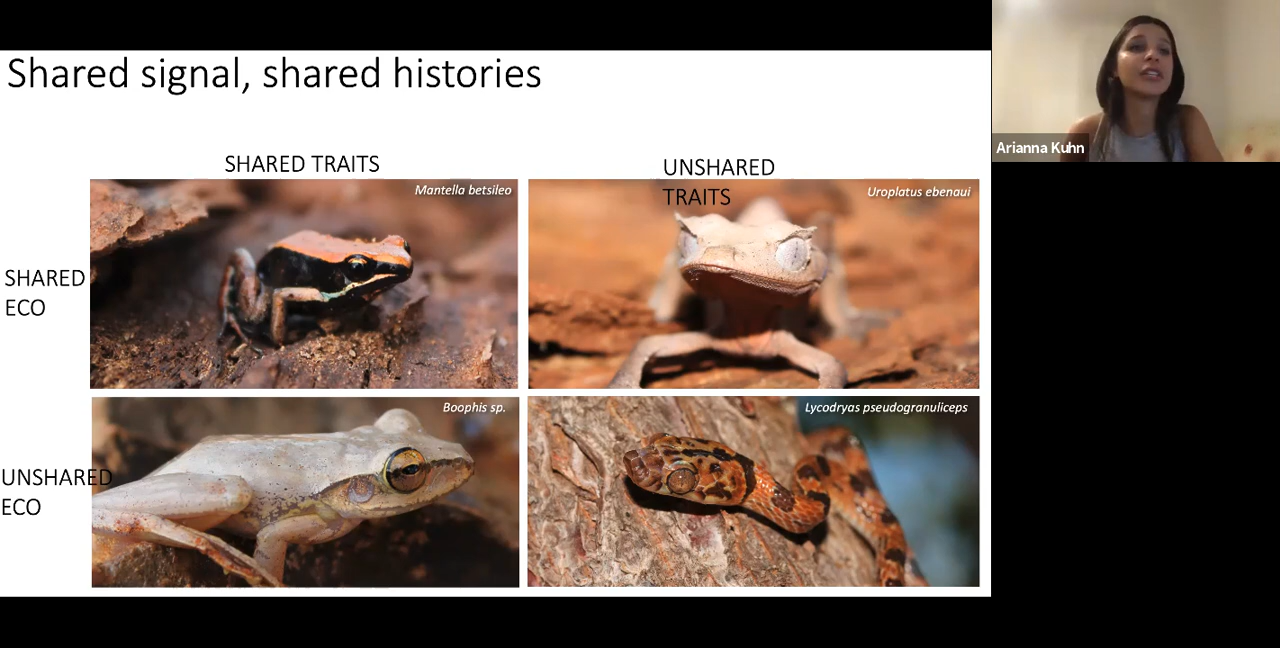 Shared signal, shared histories
Arianna Kuhn
SHARED TRAITS
UNSHARED
TRAITS
Mantella betsileo
Uroplatus ebenaui
SHARED
ECO
Boophis sp.
Lycodryas pseudogranuliceps
UNSHARED
ECO